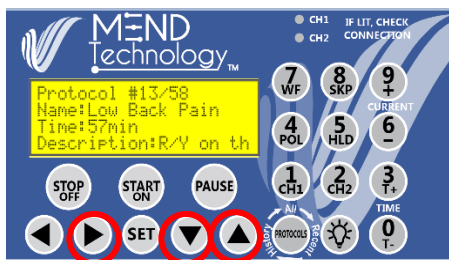 MEND
Technology TM
CH1
CH2
IF LIT, CHECK
CONNECTION
Protocol #13/58
Name:Low Back Pain
Time:57min
Description:R/Y on th
7
WF
8
SKP
9
+
CURRENT
4
POL
5
HLD
6
-
1
CH1
2
CH2
3
T+
TIME
STOP
OFF
START
ON
PAUSE
SET
All
PROTOCOLS
Recent
History
0
T-